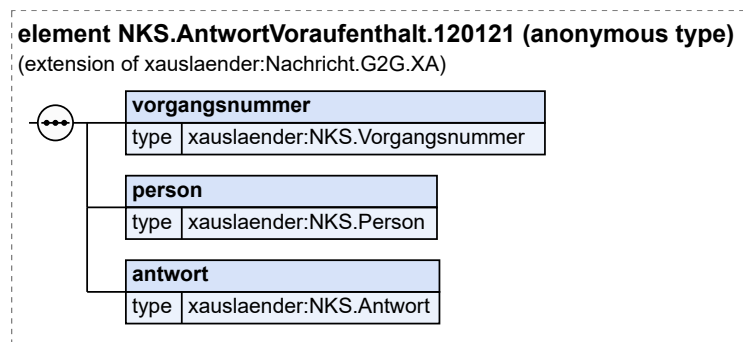 element NKS.AntwortVoraufenthalt.120121 (anonymous type)
(extension of xauslaender:Nachricht.G2G.XA)
vorgangsnummer
type xauslaender:NKS.Vorgangsnummer
person
type xauslaender:NKS.Person
antwort
type xauslaender:NKS.Antwort